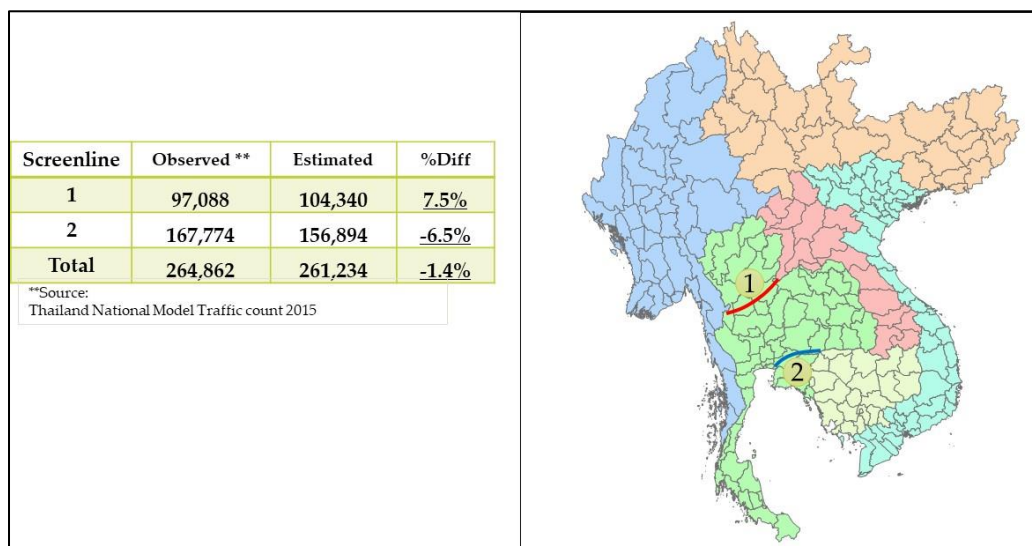 Screenline Observed ** Estimated %Diff
1 97,088 104,340 7.5%
2 167,774 156,894 -6.5%
Total 264,862 261,234 -1.4%
**Source:
Thailand National Model Traffic count 2015
1
2